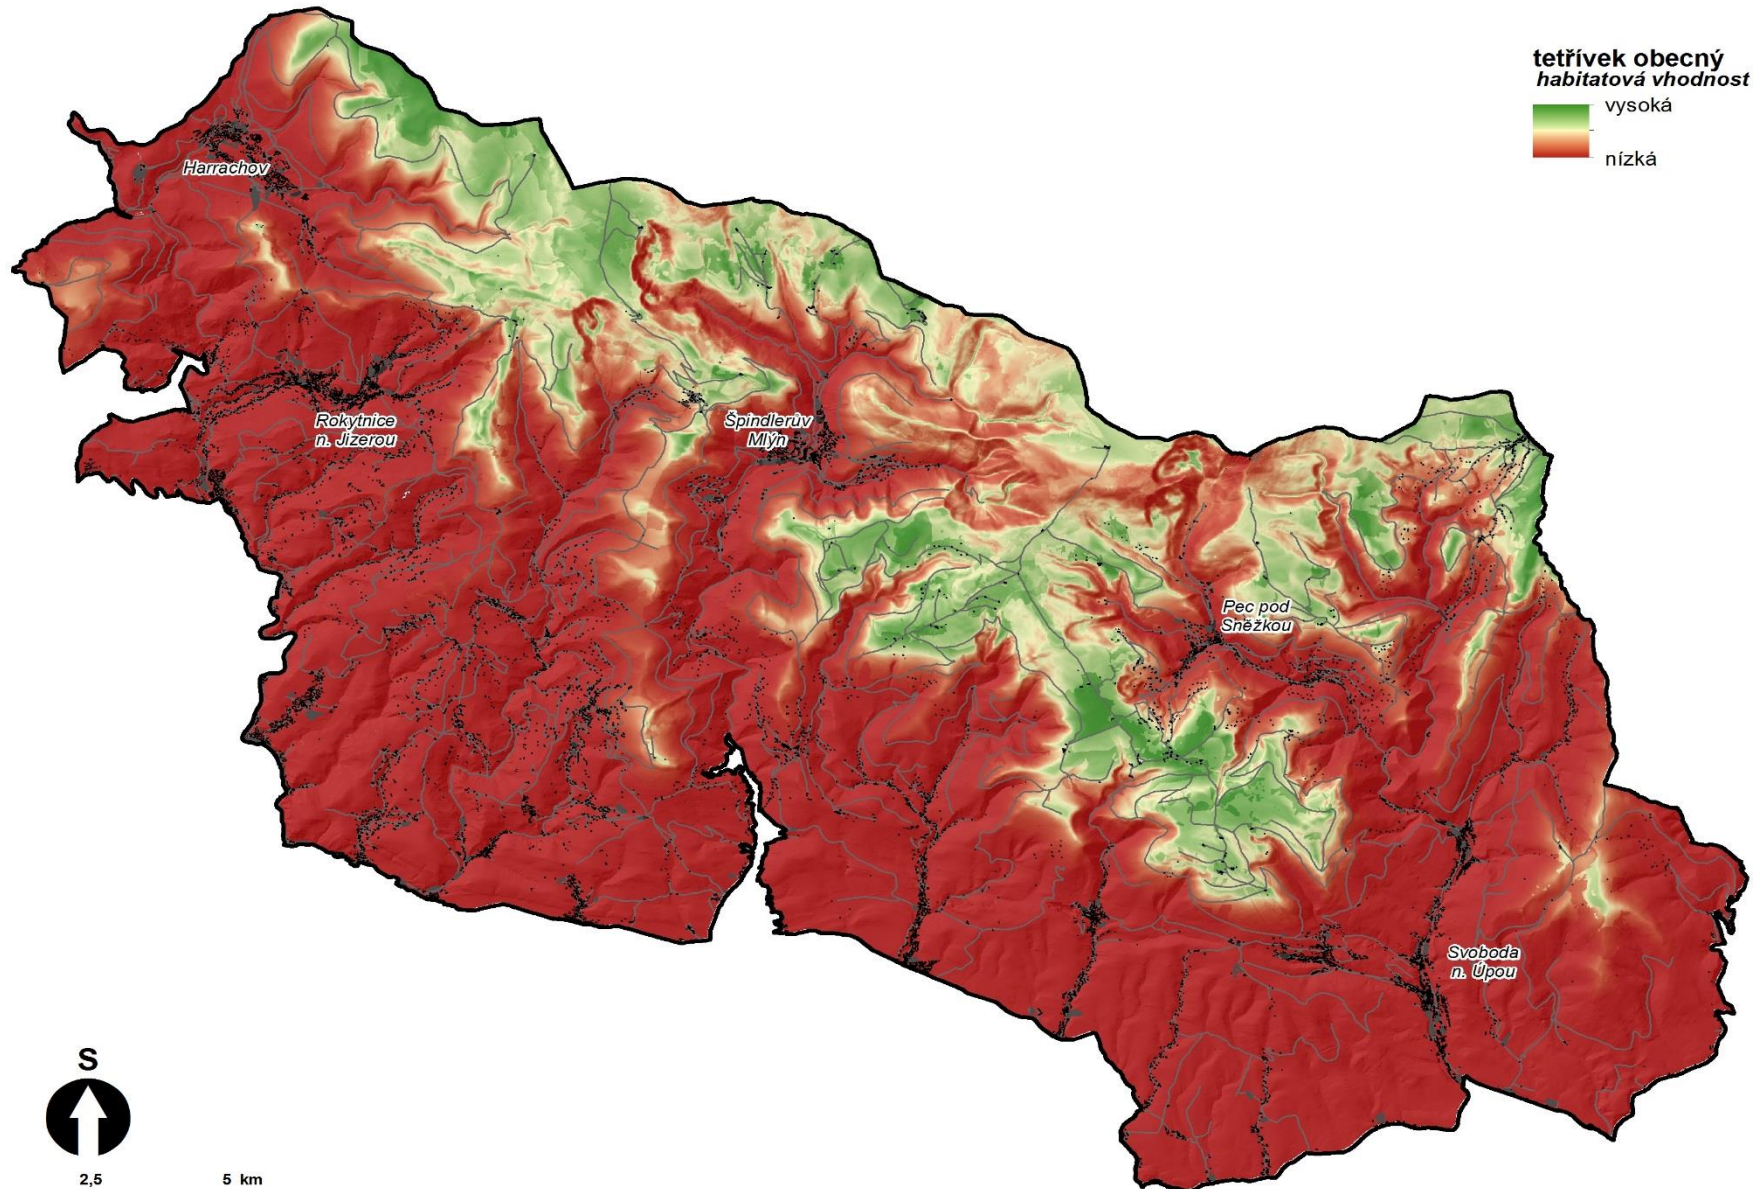 tetřívek obecný
habitatová vhodnost
vysoká
nízká
Harrachov
Rokytnice
n. Jizerou
Špindlerův
Mlýn
Pec pod
Sněžkou
Svoboda
n. Úpou
S
2,5 5 km